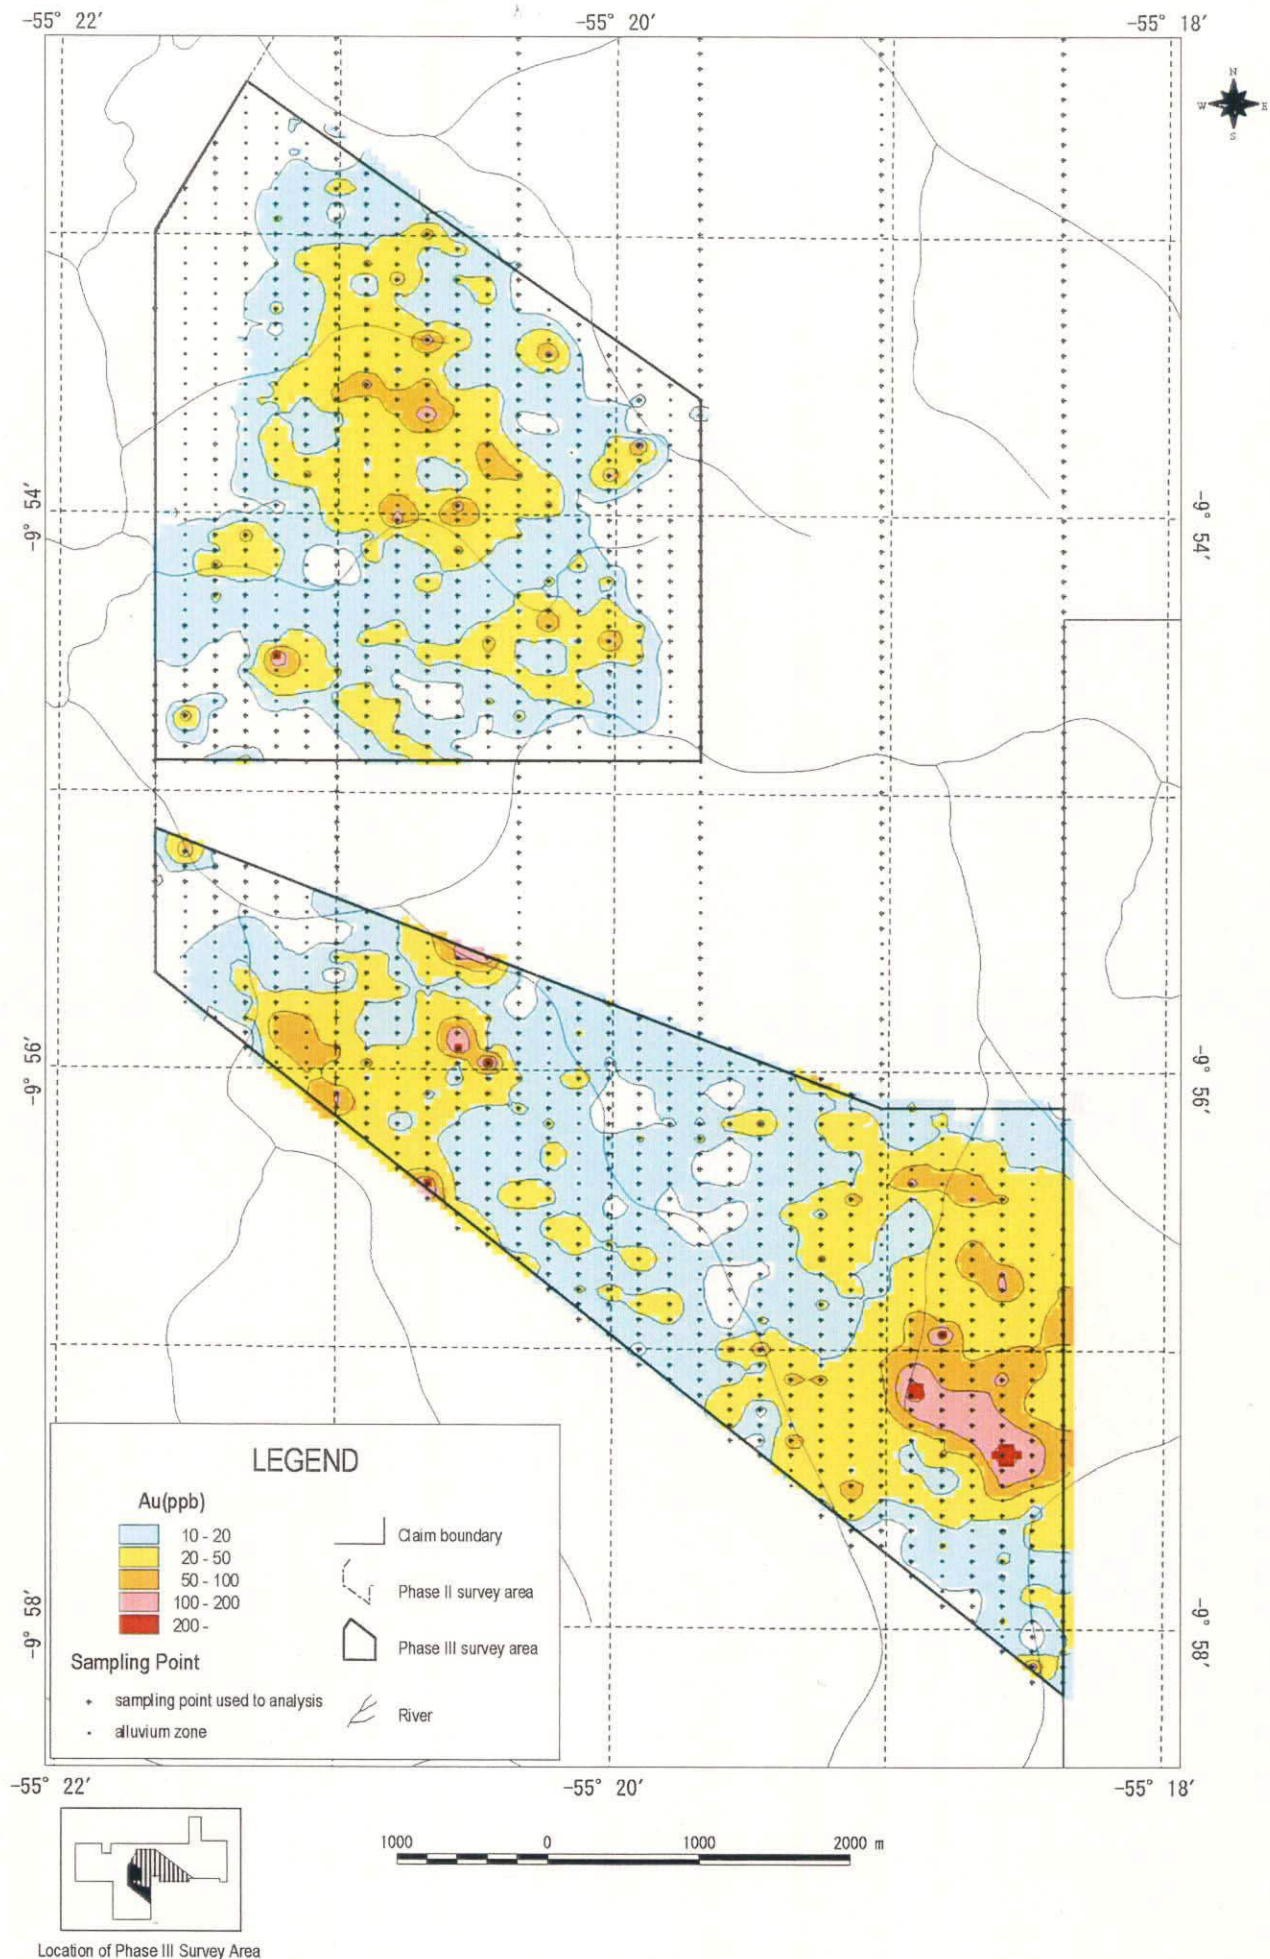 -55° 22′ -55° 20′ -55° 18′
N
W E
S
-9° 54′
-9° 54′
-9° 56′
-9° 56′
-9° 58′
-9° 58′
LEGEND
Au(ppb)
10 - 20
20 - 50
50 - 100
100 - 200
200 -
Claim boundary
Phase II survey area
Phase III survey area
River
Sampling Point
sampling point used to analysis
alluvium zone
-55° 22′ -55° 20′ -55° 18′
1000 0 1000 2000 m
Location of Phase III Survey Area